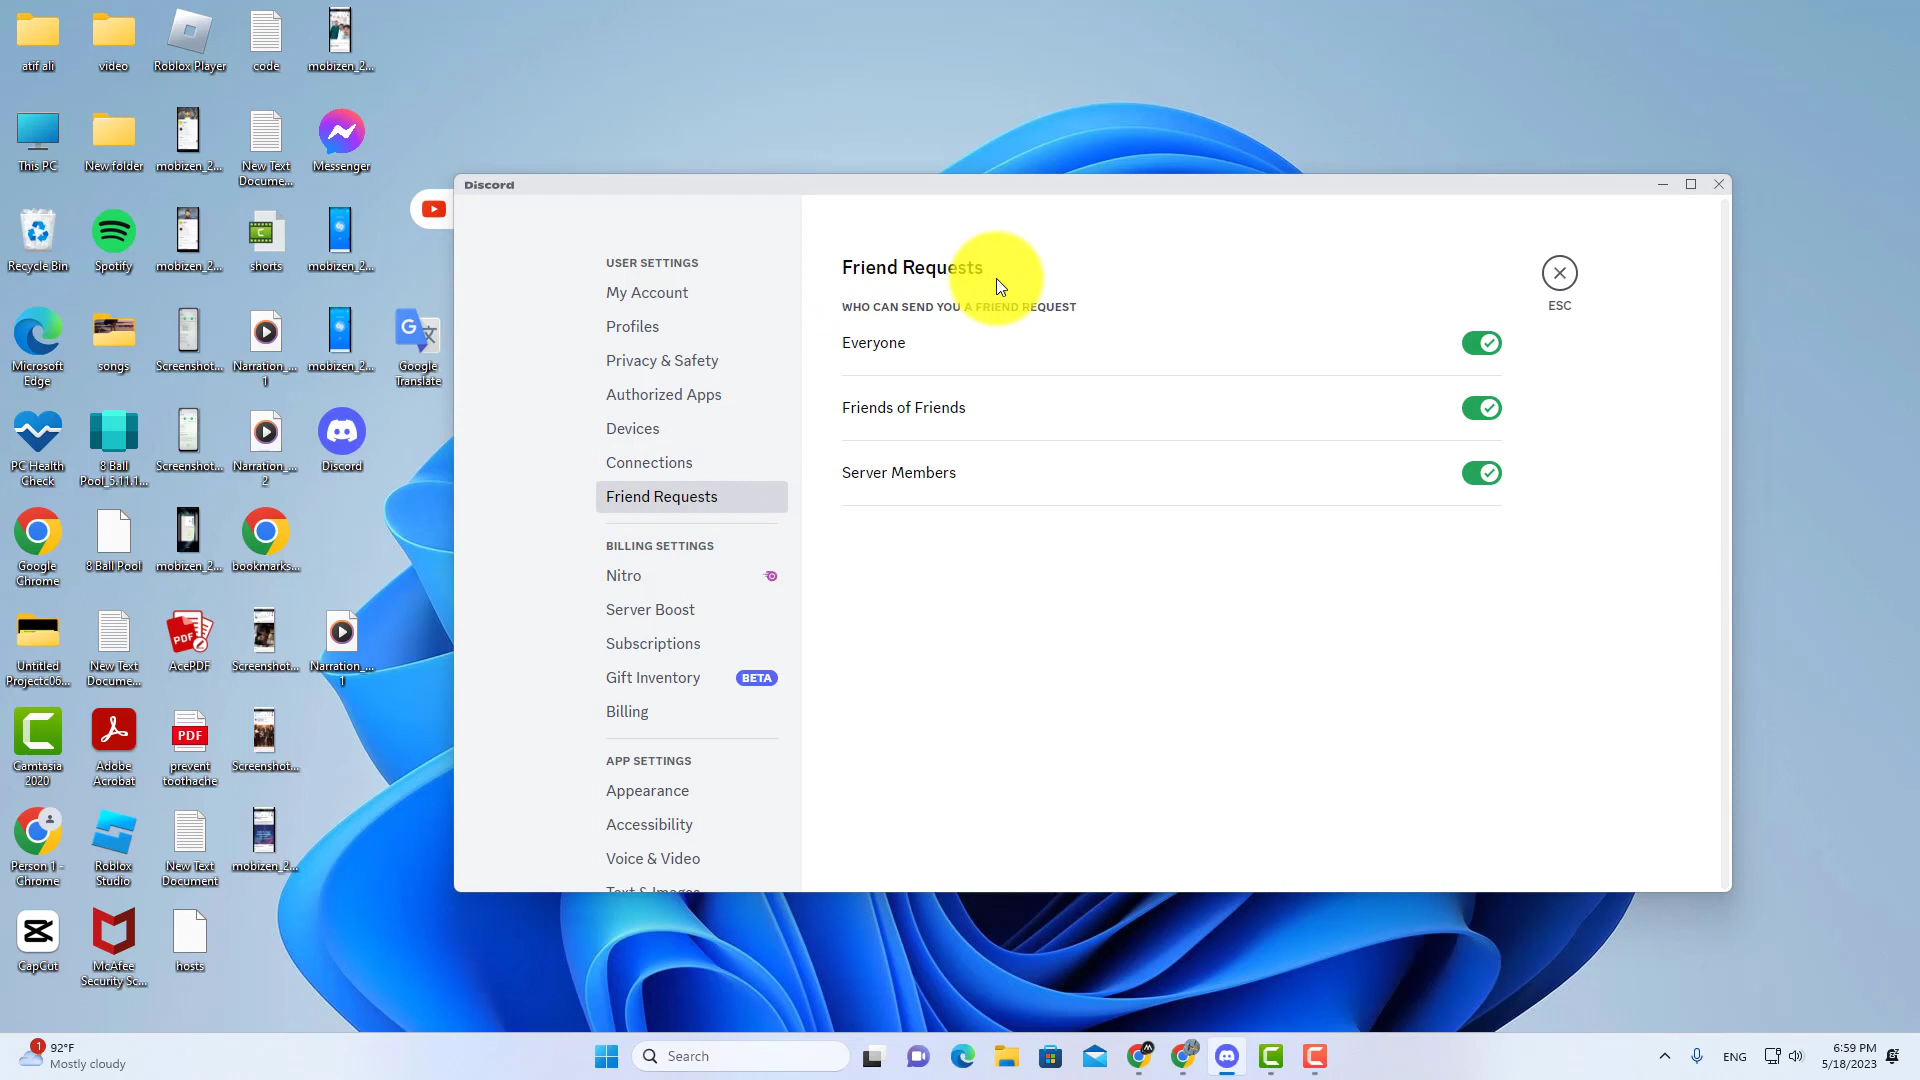 atif ali
video
Roblox Player
code
mobizen_2...
This PC
New folder
mobizen_2...
New Text
Docume...
Messenger
Recycle Bin
Spotify
mobizen_2...
shorts
mobizen_2...
Microsoft
Edge
songs
Screenshot...
Narration_...
1
mobizen_2...
Google
Translate
PC Health
Check
8 Ball
Pool_5.11.1...
Screenshot...
Narration_...
2
Discord
Google
Chrome
8 Ball Pool
mobizen_2...
bookmarks...
Untitled
Projectc06...
New Text
Docume...
AcePDF
Screenshot...
Narration_...
1
Camtasia
2020
Adobe
Acrobat
PDF
prevent
toothache
Screenshot...
Person 1 -
Chrome
Roblox
Studio
New Text
Document
mobizen_2...
CapCut
McAfee
Security Sc...
hosts
Discord
USER SETTINGS
My Account
Profiles
Privacy & Safety
Authorized Apps
Devices
Connections
Friend Requests
BILLING SETTINGS
Nitro
Server Boost
Subscriptions
Gift Inventory BETA
Billing
APP SETTINGS
Appearance
Accessibility
Voice & Video
Text & Images
Friend Requests
WHO CAN SEND YOU A FRIEND REQUEST
Everyone
Friends of Friends
Server Members
ESC
1
92°F
Mostly cloudy
Search
ENG
6:59 PM
5/18/2023